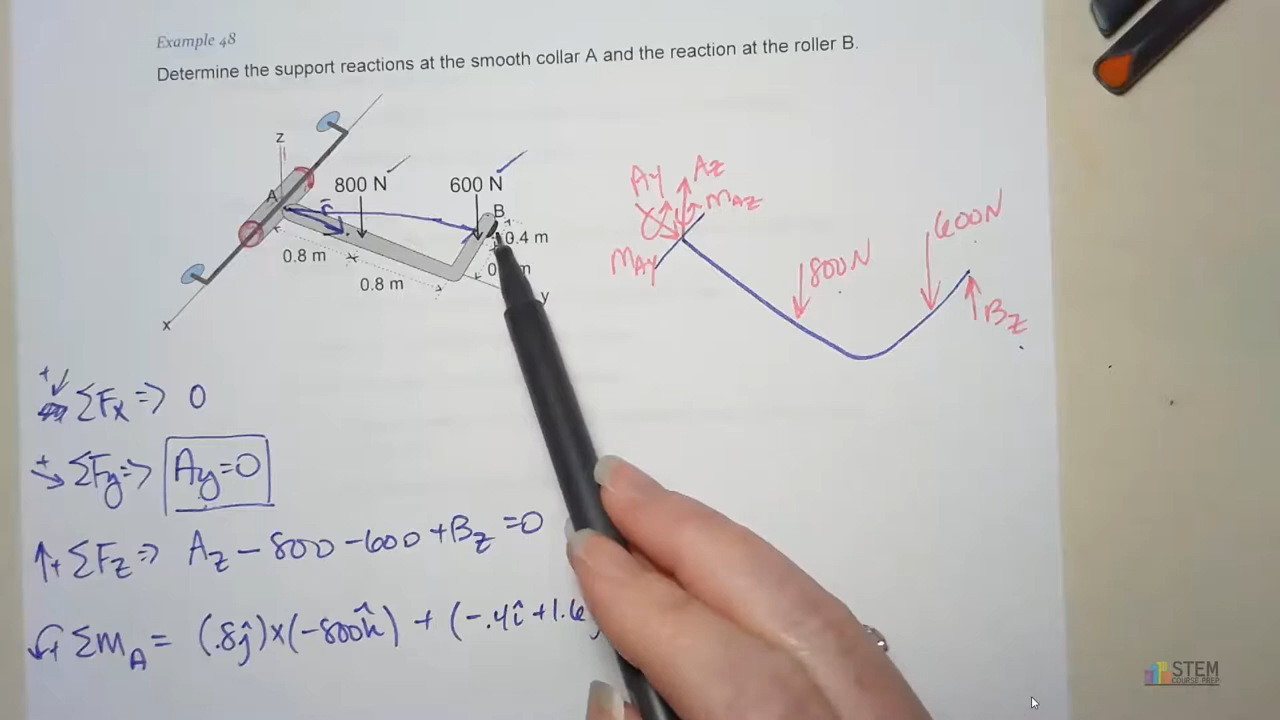 Example 48
Determine the support reactions at the smooth collar A and the reaction at the roller B.
z
A
800 N
600 N
B
r
0.4 m
0.8 m
0.8 m
y
x
Ay
Az
X
MAz
MAy
800N
600N
Bz
+ ΣFx => 0
+ ΣFy => Ay=0
+ ΣFz => Az - 800 - 600 + Bz = 0
+ ΣMA = (.8ĵ)x(-800k̂) + (-.4î + 1.6
STEM
COURSE PREP